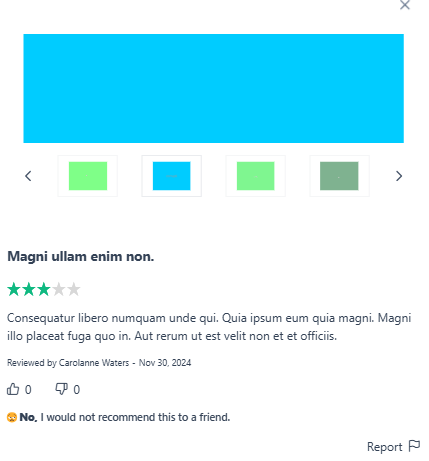 Magni ullam enim non.
Consequatur libero numquam unde qui. Quia ipsum eum quia magni. Magni
illo placeat fuga quo in. Aut rerum ut est velit non et et officiis.
Reviewed by Carolanne Waters - Nov 30, 2024
0 0
No, I would not recommend this to a friend.
Report